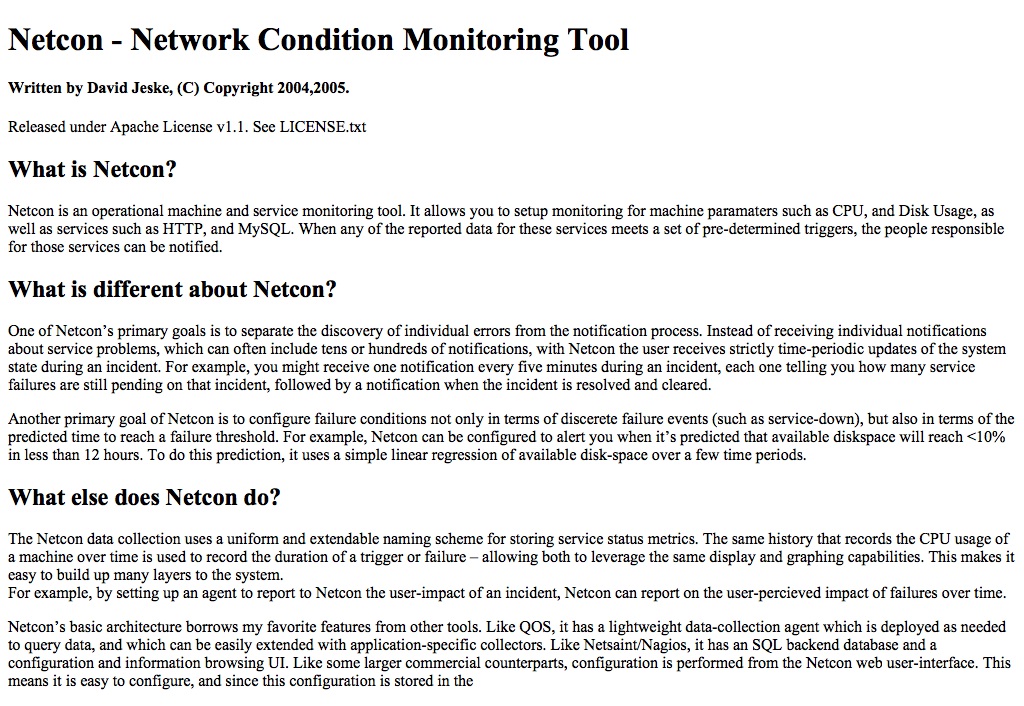 Netcon - Network Condition Monitoring Tool
Written by David Jeske, (C) Copyright 2004,2005.
Released under Apache License v1.1. See LICENSE.txt
What is Netcon?
Netcon is an operational machine and service monitoring tool. It allows you to setup monitoring for machine paramaters such as CPU, and Disk Usage, as
well as services such as HTTP, and MySQL. When any of the reported data for these services meets a set of pre-determined triggers, the people responsible
for those services can be notified.
What is different about Netcon?
One of Netcon’s primary goals is to separate the discovery of individual errors from the notification process. Instead of receiving individual notifications
about service problems, which can often include tens or hundreds of notifications, with Netcon the user receives strictly time-periodic updates of the system
state during an incident. For example, you might receive one notification every five minutes during an incident, each one telling you how many service
failures are still pending on that incident, followed by a notification when the incident is resolved and cleared.
Another primary goal of Netcon is to configure failure conditions not only in terms of discerete failure events (such as service-down), but also in terms of the
predicted time to reach a failure threshold. For example, Netcon can be configured to alert you when it’s predicted that available diskspace will reach <10%
in less than 12 hours. To do this prediction, it uses a simple linear regression of available disk-space over a few time periods.
What else does Netcon do?
The Netcon data collection uses a uniform and extendable naming scheme for storing service status metrics. The same history that records the CPU usage of
a machine over time is used to record the duration of a trigger or failure – allowing both to leverage the same display and graphing capabilities. This makes it
easy to build up many layers to the system.
For example, by setting up an agent to report to Netcon the user-impact of an incident, Netcon can report on the user-percieved impact of failures over time.
Netcon’s basic architecture borrows my favorite features from other tools. Like QOS, it has a lightweight data-collection agent which is deployed as needed
to query data, and which can be easily extended with application-specific collectors. Like Netsaint/Nagios, it has an SQL backend database and a
configuration and information browsing UI. Like some larger commercial counterparts, configuration is performed from the Netcon web user-interface. This
means it is easy to configure, and since this configuration is stored in the